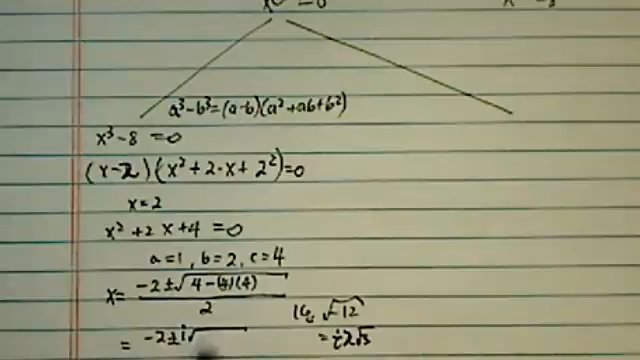 a³-b³=(a-b)(a²+ab+b²)
x³-8=0
(x-2)(x²+2·x+2²)=0
x=2
x²+2x+4=0
a=1, b=2, c=4
x= -2±√4-(4)(4) / 2
√-12
= -2±i√
=i2√3